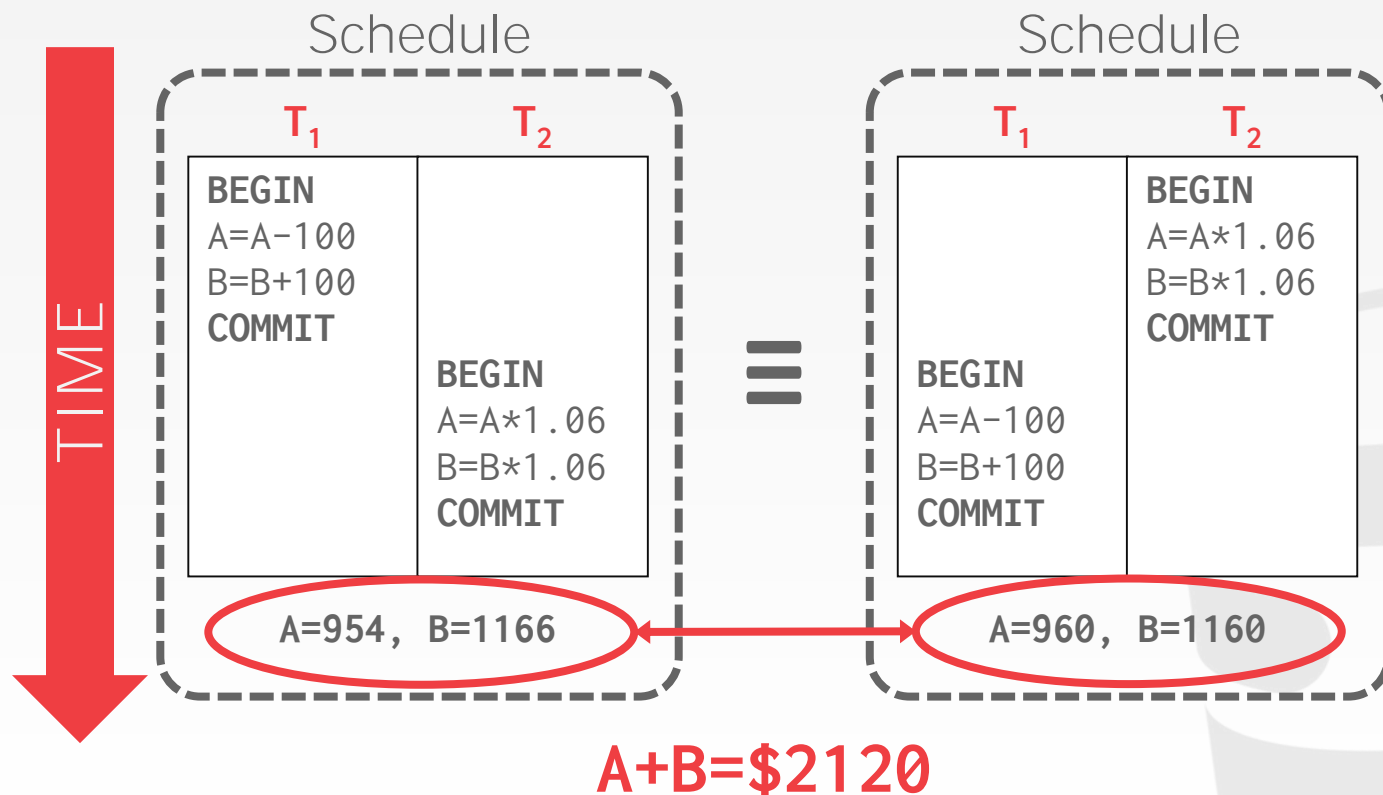 Schedule
T1 T2
BEGIN
A=A-100
B=B+100
COMMIT
BEGIN
A=A*1.06
B=B*1.06
COMMIT
A=954, B=1166
≡
Schedule
T1 T2
BEGIN
A=A*1.06
B=B*1.06
COMMIT
BEGIN
A=A-100
B=B+100
COMMIT
A=960, B=1160
TIME
A+B=$2120